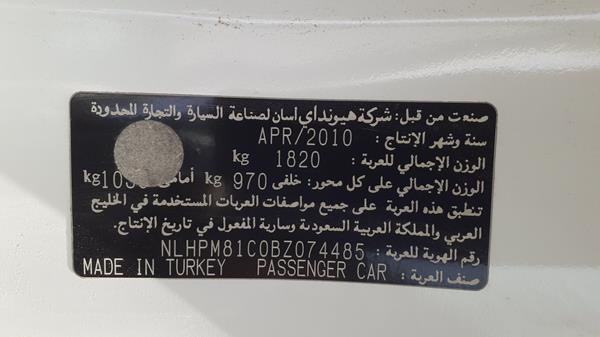 صنعت من قبل: شركة هيونداي أسان لصناعة السيارة والتجارة المحدودة
سنة وشهر الإنتاج: APR/2010
الوزن الإجمالي للعربة : 1820 kg
الوزن الإجمالي على كل محور: خلفى 970 kg kg
تنطبق هذه العربة على جميع مواصفات العربات المستخدمة في الخليج
العربي والمملكة العربية السعودية وسارية المفعول في تاريخ الإنتاج.
رقم الهوية للعربة : NLHPM81C0BZ074485
صنف العربة : PASSENGER CAR MADE IN TURKEY